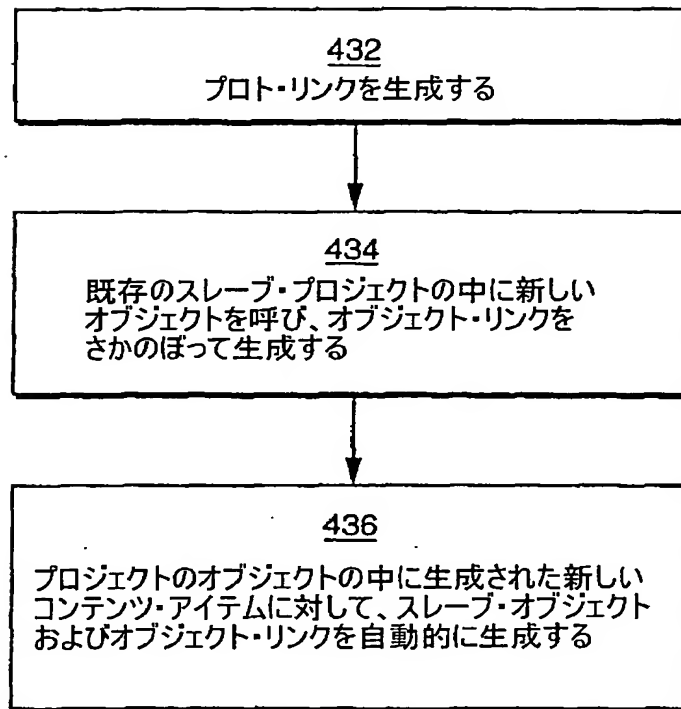 432
プロト・リンクを生成する
434
既存のスレーブ・プロジェクトの中に新しい
オブジェクトを呼び、オブジェクト・リンクを
さかのぼって生成する
436
プロジェクトのオブジェクトの中に生成された新しい
コンテンツ・アイテムに対して、スレーブ・オブジェクト
およびオブジェクト・リンクを自動的に生成する